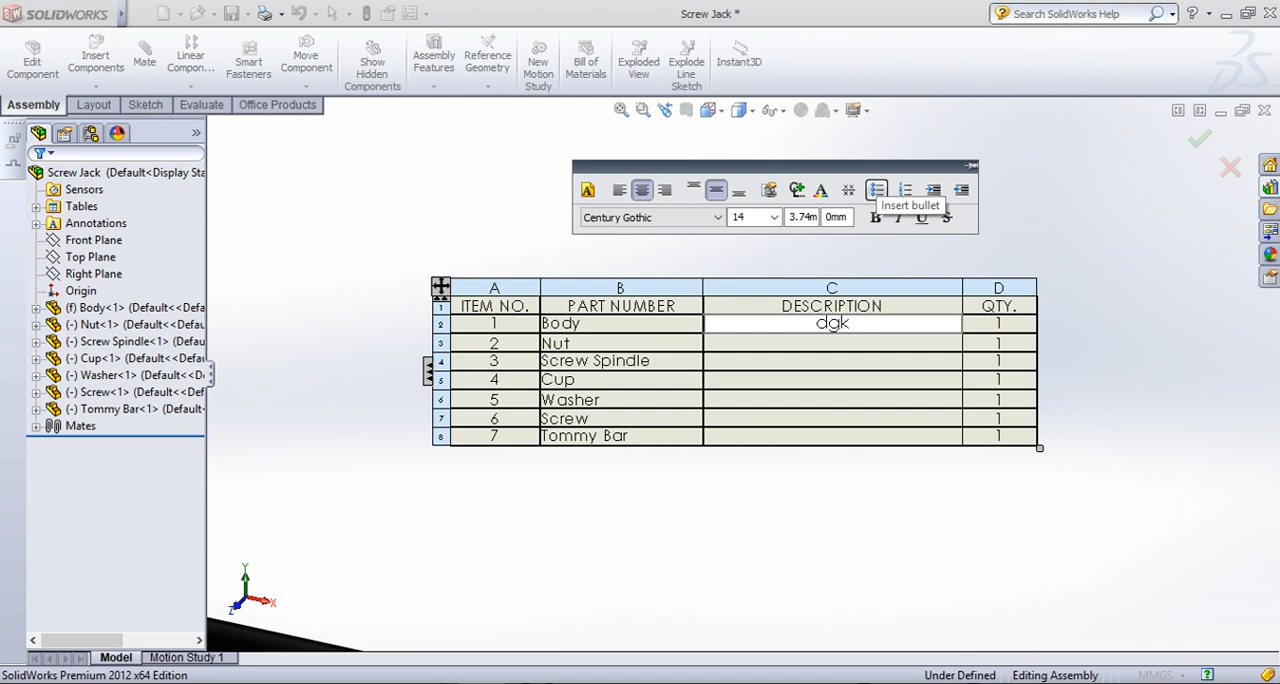 SOLIDWORKS
Screw Jack *
Search SolidWorks Help
Edit Component
Insert Components
Mate
Linear Compon...
Smart Fasteners
Move Component
Show Hidden Components
Assembly Features
Reference Geometry
New Motion Study
Bill of Materials
Exploded View
Explode Line Sketch
Instant3D
Assembly Layout Sketch Evaluate Office Products
Screw Jack (Default<Display Sta
Sensors
Tables
Annotations
Front Plane
Top Plane
Right Plane
Origin
(f) Body<1> (Default<<Defa
(-) Nut<1> (Default<<Defau
(-) Screw Spindle<1> (Defau
(-) Cup<1> (Default<<Defa
(-) Washer<1> (Default<<D
(-) Screw<1> (Default<<Def
(-) Tommy Bar<1> (Default
Mates
Insert bullet
Century Gothic 14 3.74m 0mm B I U S
A B C D
1 ITEM NO. PART NUMBER DESCRIPTION QTY.
2 1 Body dgk 1
3 2 Nut 1
4 3 Screw Spindle 1
5 4 Cup 1
6 5 Washer 1
7 6 Screw 1
8 7 Tommy Bar 1
Y
X
Z
Model Motion Study 1
SolidWorks Premium 2012 x64 Edition Under Defined Editing Assembly MMGS